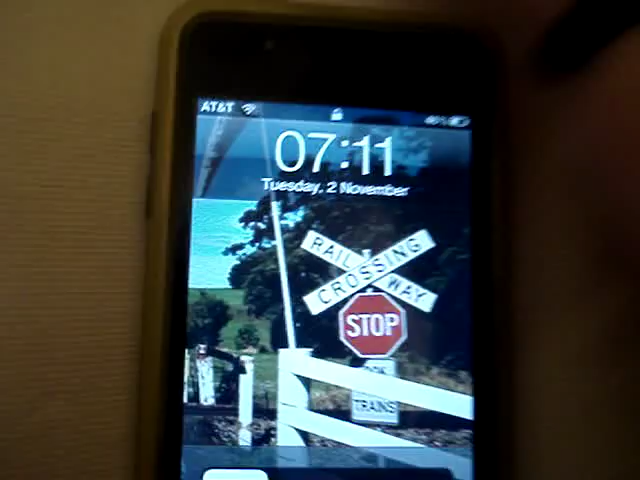 AT&T
07:11
Tuesday, 2 November
RAIL WAY
CROSSING
STOP
TRAINS